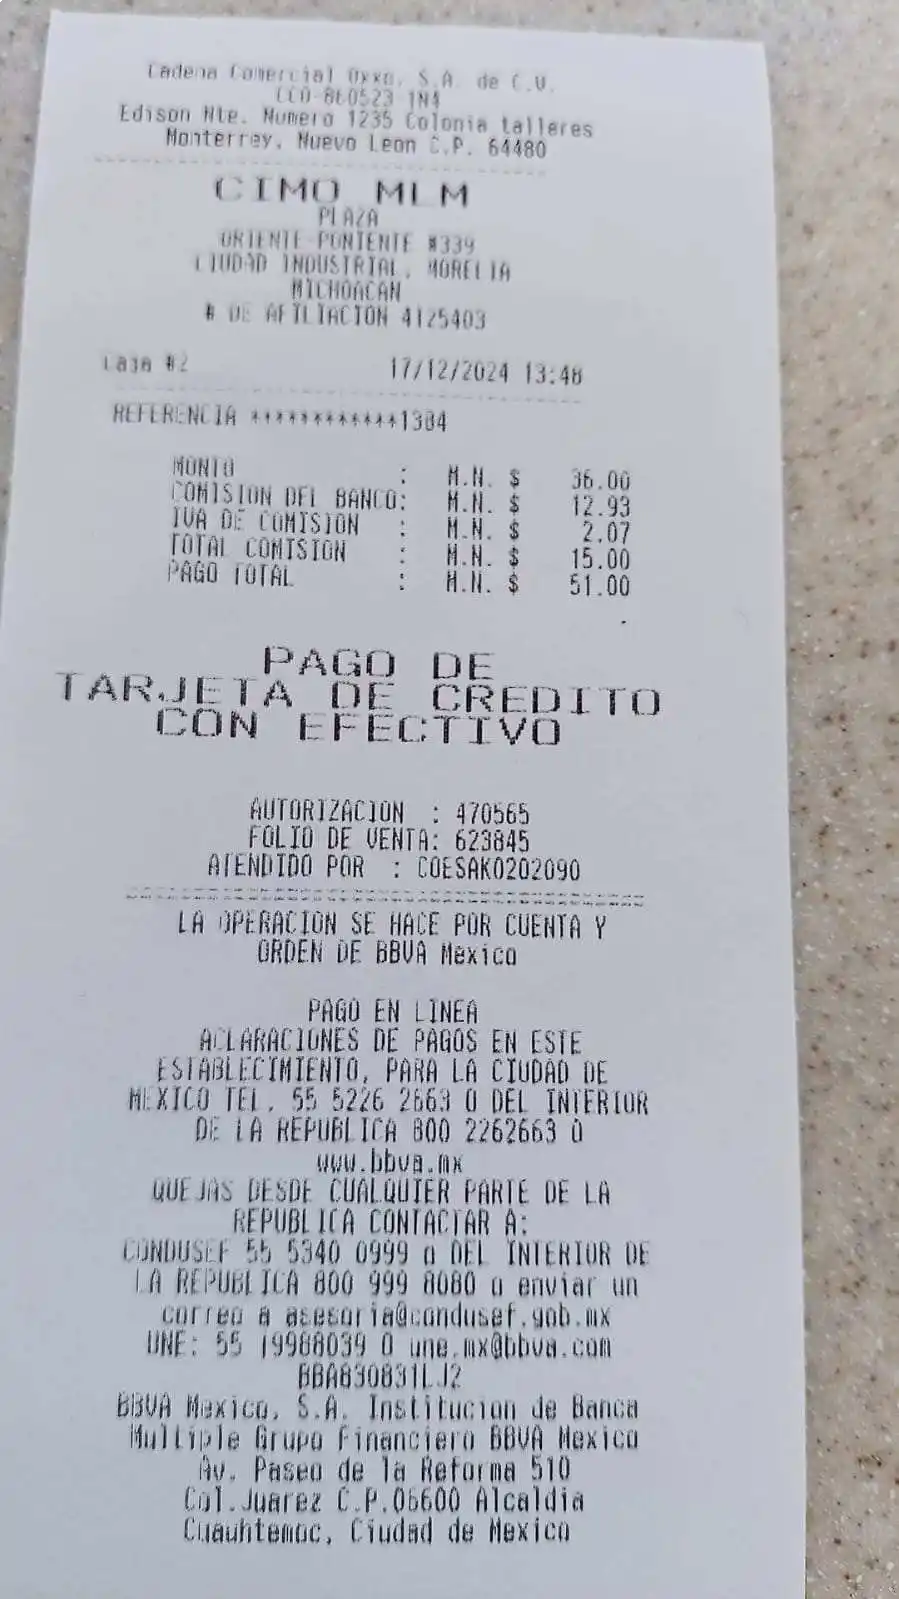 Cadena Comercial Oxxo, S.A. de C.V.
CCO-860523-1N4
Edison Nte. Numero 1235 Colonia talleres
Monterrey, Nuevo Leon C.P. 64480
CIMO MLM
PLAZA
ORIENTE-PONIENTE #339
CIUDAD INDUSTRIAL, MORELIA
MICHOACAN
# DE AFILIACION 4125403
Caja #2 17/12/2024 13:48
REFERENCIA ************1384
MONTO : M.N. $ 36.00
COMISION DEL BANCO: M.N. $ 12.93
IVA DE COMISION : M.N. $ 2.07
TOTAL COMISION : M.N. $ 15.00
PAGO TOTAL : M.N. $ 51.00
PAGO DE
TARJETA DE CREDITO
CON EFECTIVO
AUTORIZACION : 470565
FOLIO DE VENTA: 623845
ATENDIDO POR : COESAK0202090
LA OPERACION SE HACE POR CUENTA Y
ORDEN DE BBVA Mexico
PAGO EN LINEA
ACLARACIONES DE PAGOS EN ESTE
ESTABLECIMIENTO, PARA LA CIUDAD DE
MEXICO TEL. 55 5226 2663 O DEL INTERIOR
DE LA REPUBLICA 800 2262663 O
www.bbva.mx
QUEJAS DESDE CUALQUIER PARTE DE LA
REPUBLICA CONTACTAR A:
CONDUSEF 55 5340 0999 o DEL INTERIOR DE
LA REPUBLICA 800 999 8080 o enviar un
correo a asesoria@condusef.gob.mx
UNE: 55 19988039 O une.mx@bbva.com
BBA830831LJ2
BBVA Mexico, S.A. Institucion de Banca
Multiple Grupo Financiero BBVA Mexico
Av. Paseo de la Reforma 510
Col.Juarez C.P.06600 Alcaldia
Cuauhtemoc, Ciudad de Mexico